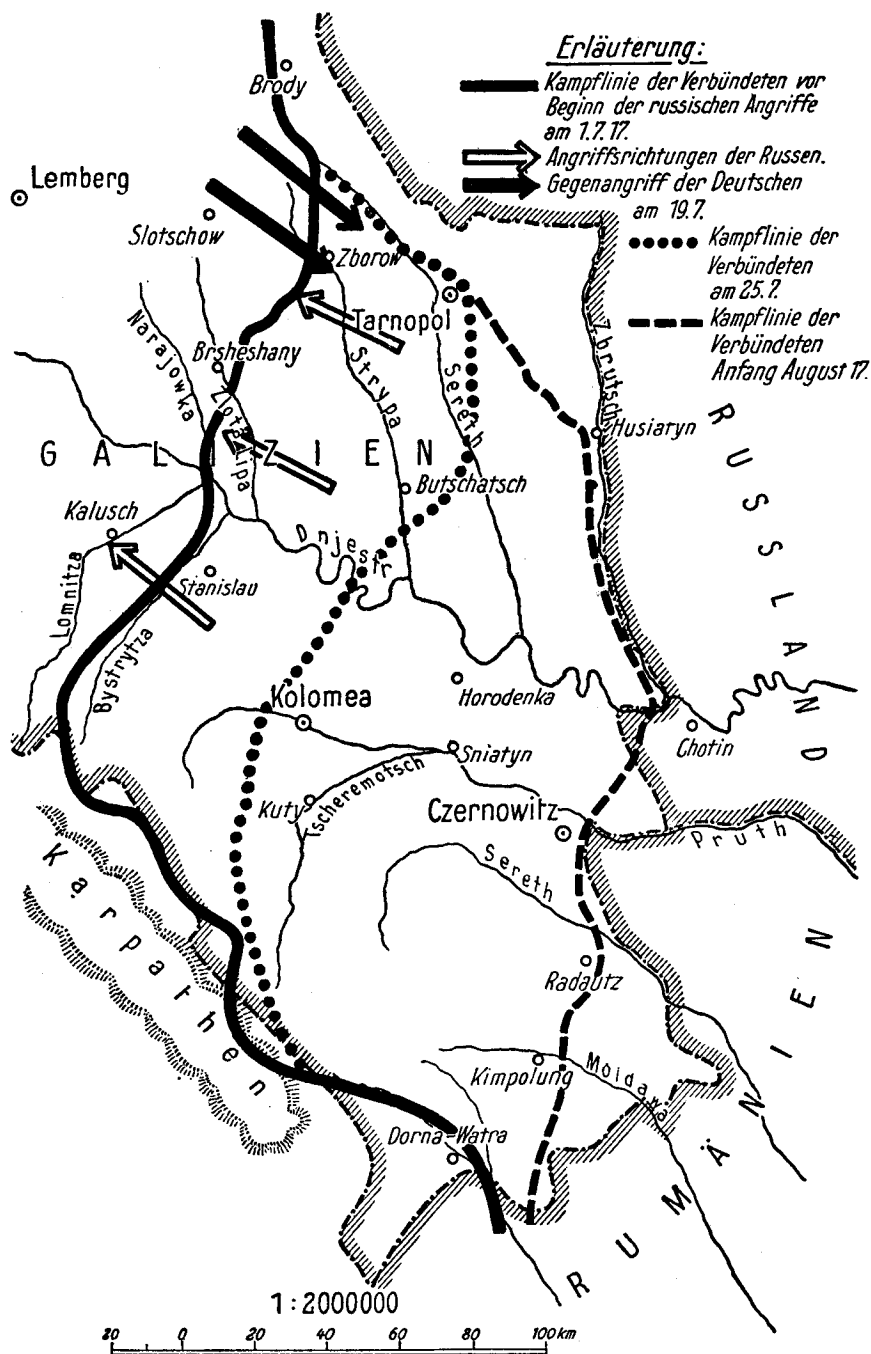 Erläuterung:
Kampflinie der Verbündeten vor
Beginn der russischen Angriffe
am 1.7.17.
Angriffsrichtungen der Russen.
Gegenangriff der Deutschen
am 19.7.
Kampflinie der
Verbündeten
am 25.7.
Kampflinie der
Verbündeten
Anfang August 17.
Brody
Lemberg
Slotschow
Zborow
Tarnopol
Narajowka
Brsheshany
Zlota Lipa
Strypa
Sereth
Zbrutsch
Husiatyn
GALIZIEN
RUSSLAND
Butschatsch
Kalusch
Dnjestr
Stanislau
Lomnitza
Bystrytza
Kolomea
Horodenka
Chotin
Sniatyn
Kuty
Tscheremotsch
Czernowitz
Pruth
Sereth
Karpathen
Radautz
Kimpolung
Moldawa
Dorna-Watra
RUMÄNIEN
1:2000000
20 0 20 40 60 80 100 km